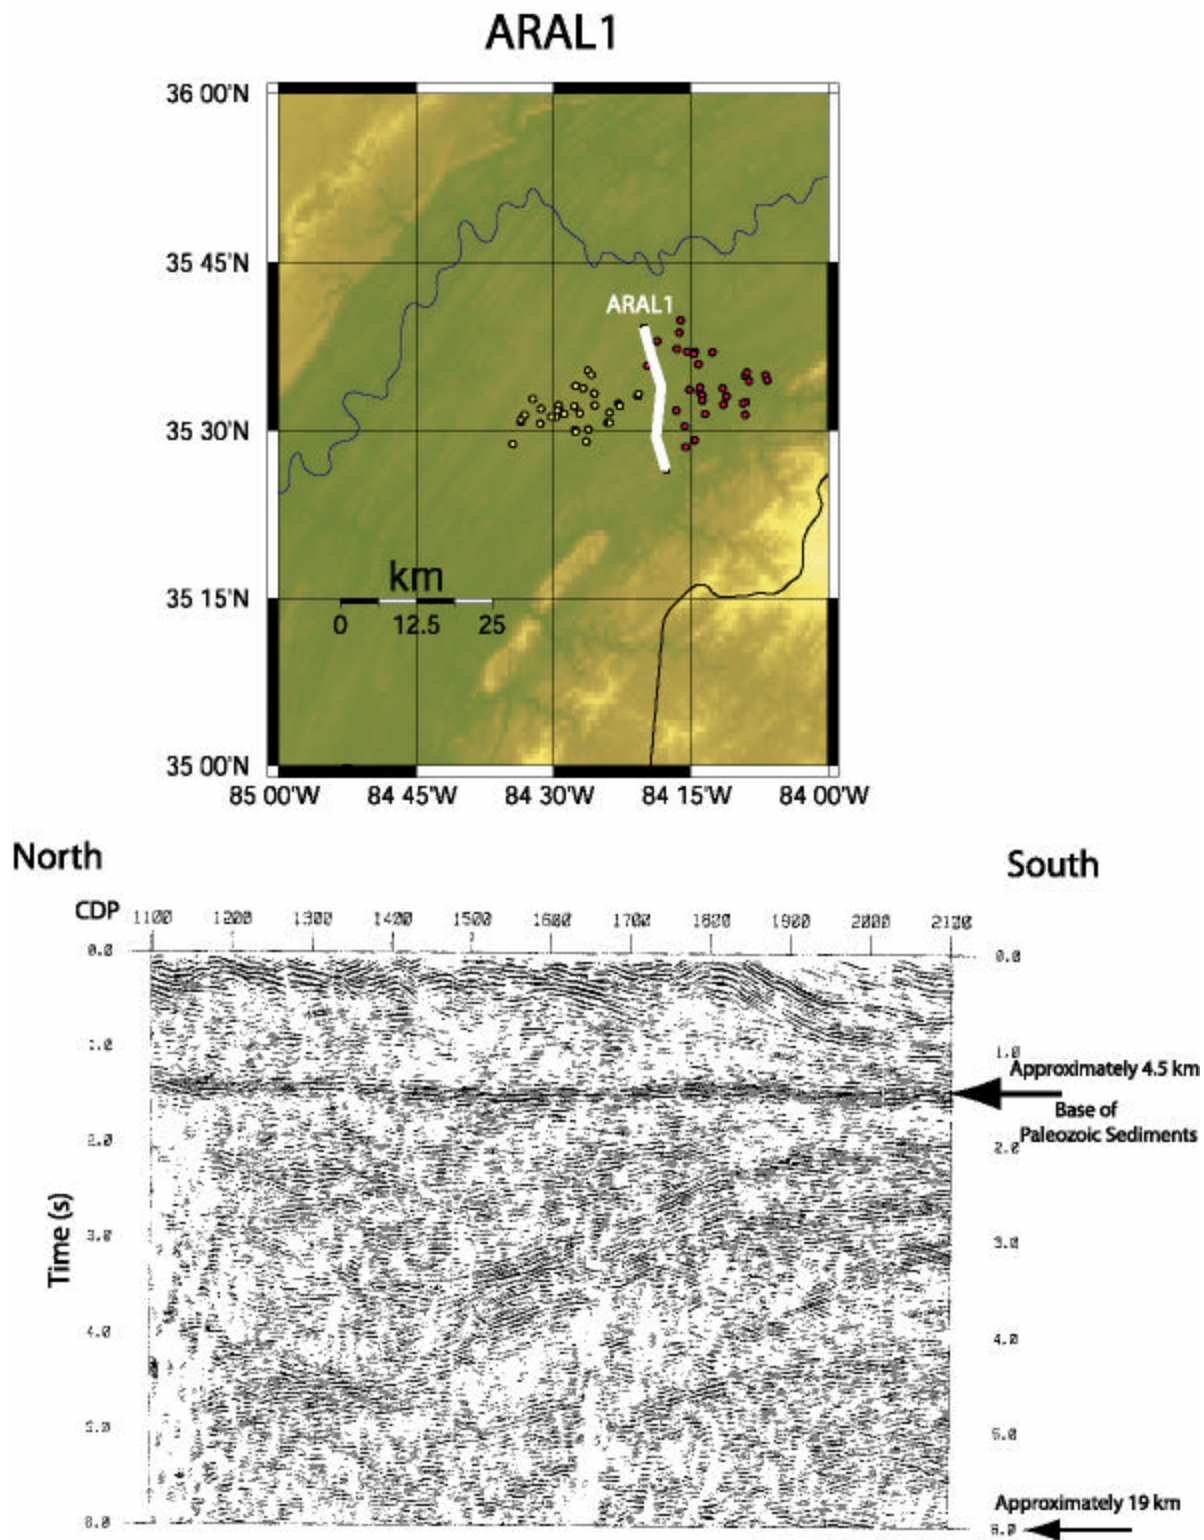 ARAL1
36 00'N
35 45'N
ARAL1
35 30'N
km
35 15'N
0 12.5 25
35 00'N
85 00'W 84 45'W 84 30'W 84 15'W 84 00'W
North
South
CDP 1100 1200 1300 1400 1500 1600 1700 1800 1900 2000 2100
0.0 0.0
1.0 1.0
Approximately 4.5 km
Base of
Paleozoic Sediments
2.0 2.0
Time (s)
3.0 3.0
4.0 4.0
5.0 5.0
Approximately 19 km
6.0 6.0